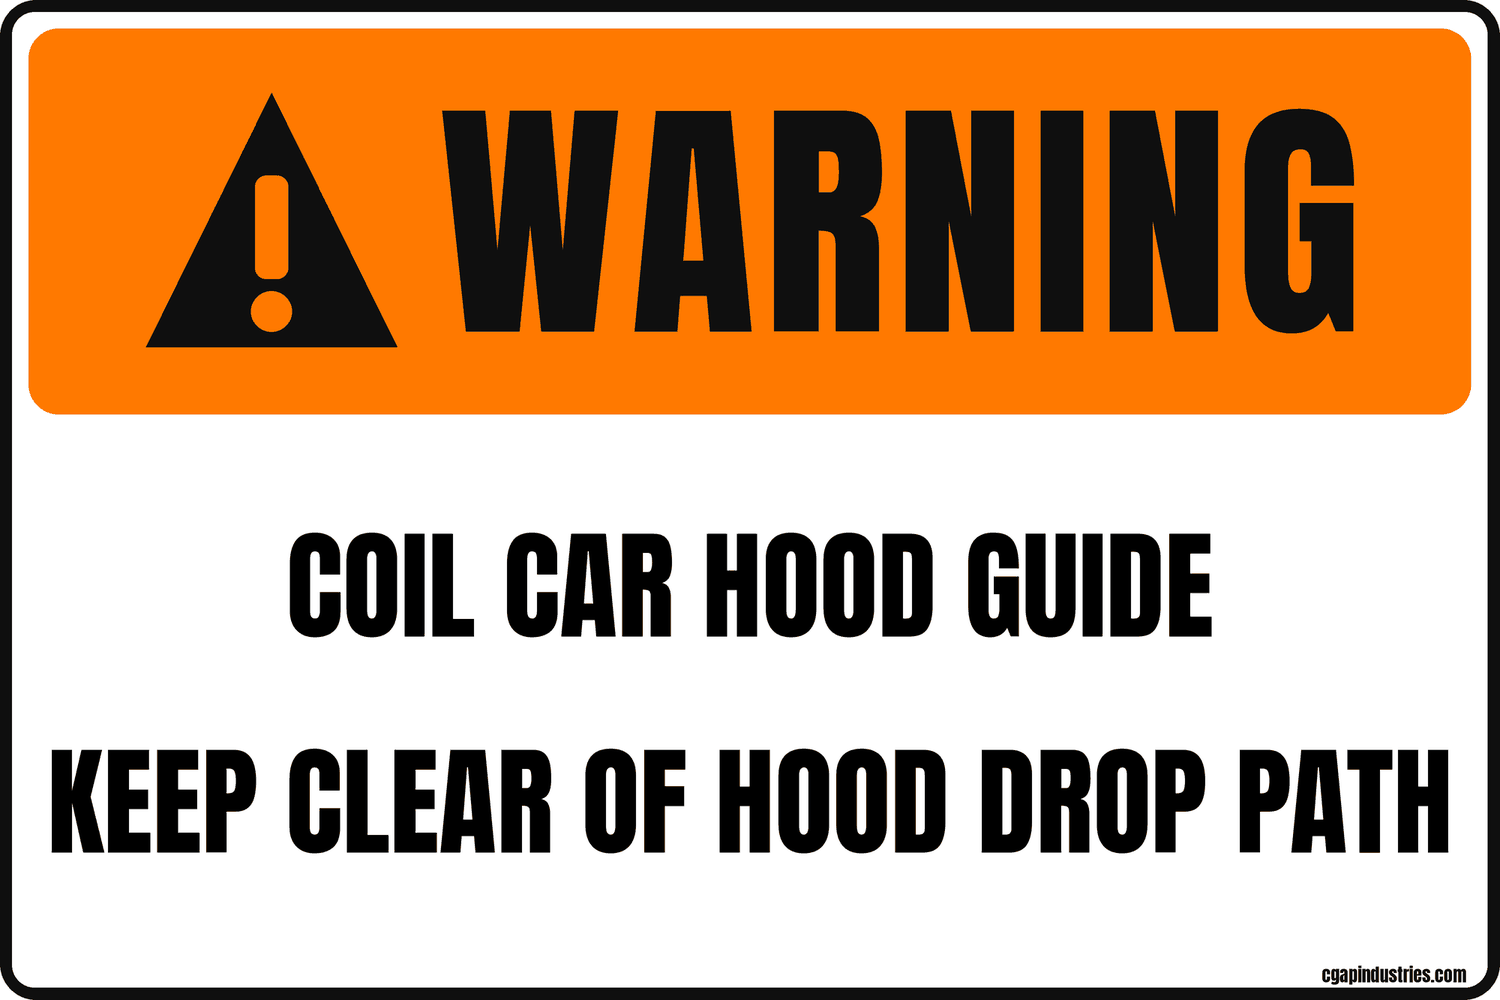 WARNING
COIL CAR HOOD GUIDE
KEEP CLEAR OF HOOD DROP PATH
cgapindustries.com